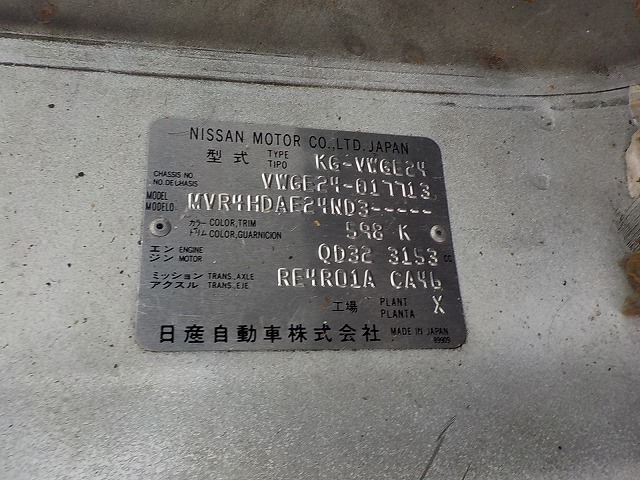 NISSAN MOTOR CO.,LTD. JAPAN
型式 TYPE TIPO KG-VWGE24
CHASSIS NO. NO. DE CHASIS VWGE24-017713
MODEL MODELO MVR4HDAE24ND3-----
カラー トリム COLOR,TRIM COLOR,GUARNICION 598 K
エンジン ENGINE MOTOR QD32 3153 cc
ミッション アクスル TRANS.,AXLE TRANS.,EJE RE4R01A CA46
工場 PLANT PLANTA X
日産自動車株式会社 MADE IN JAPAN